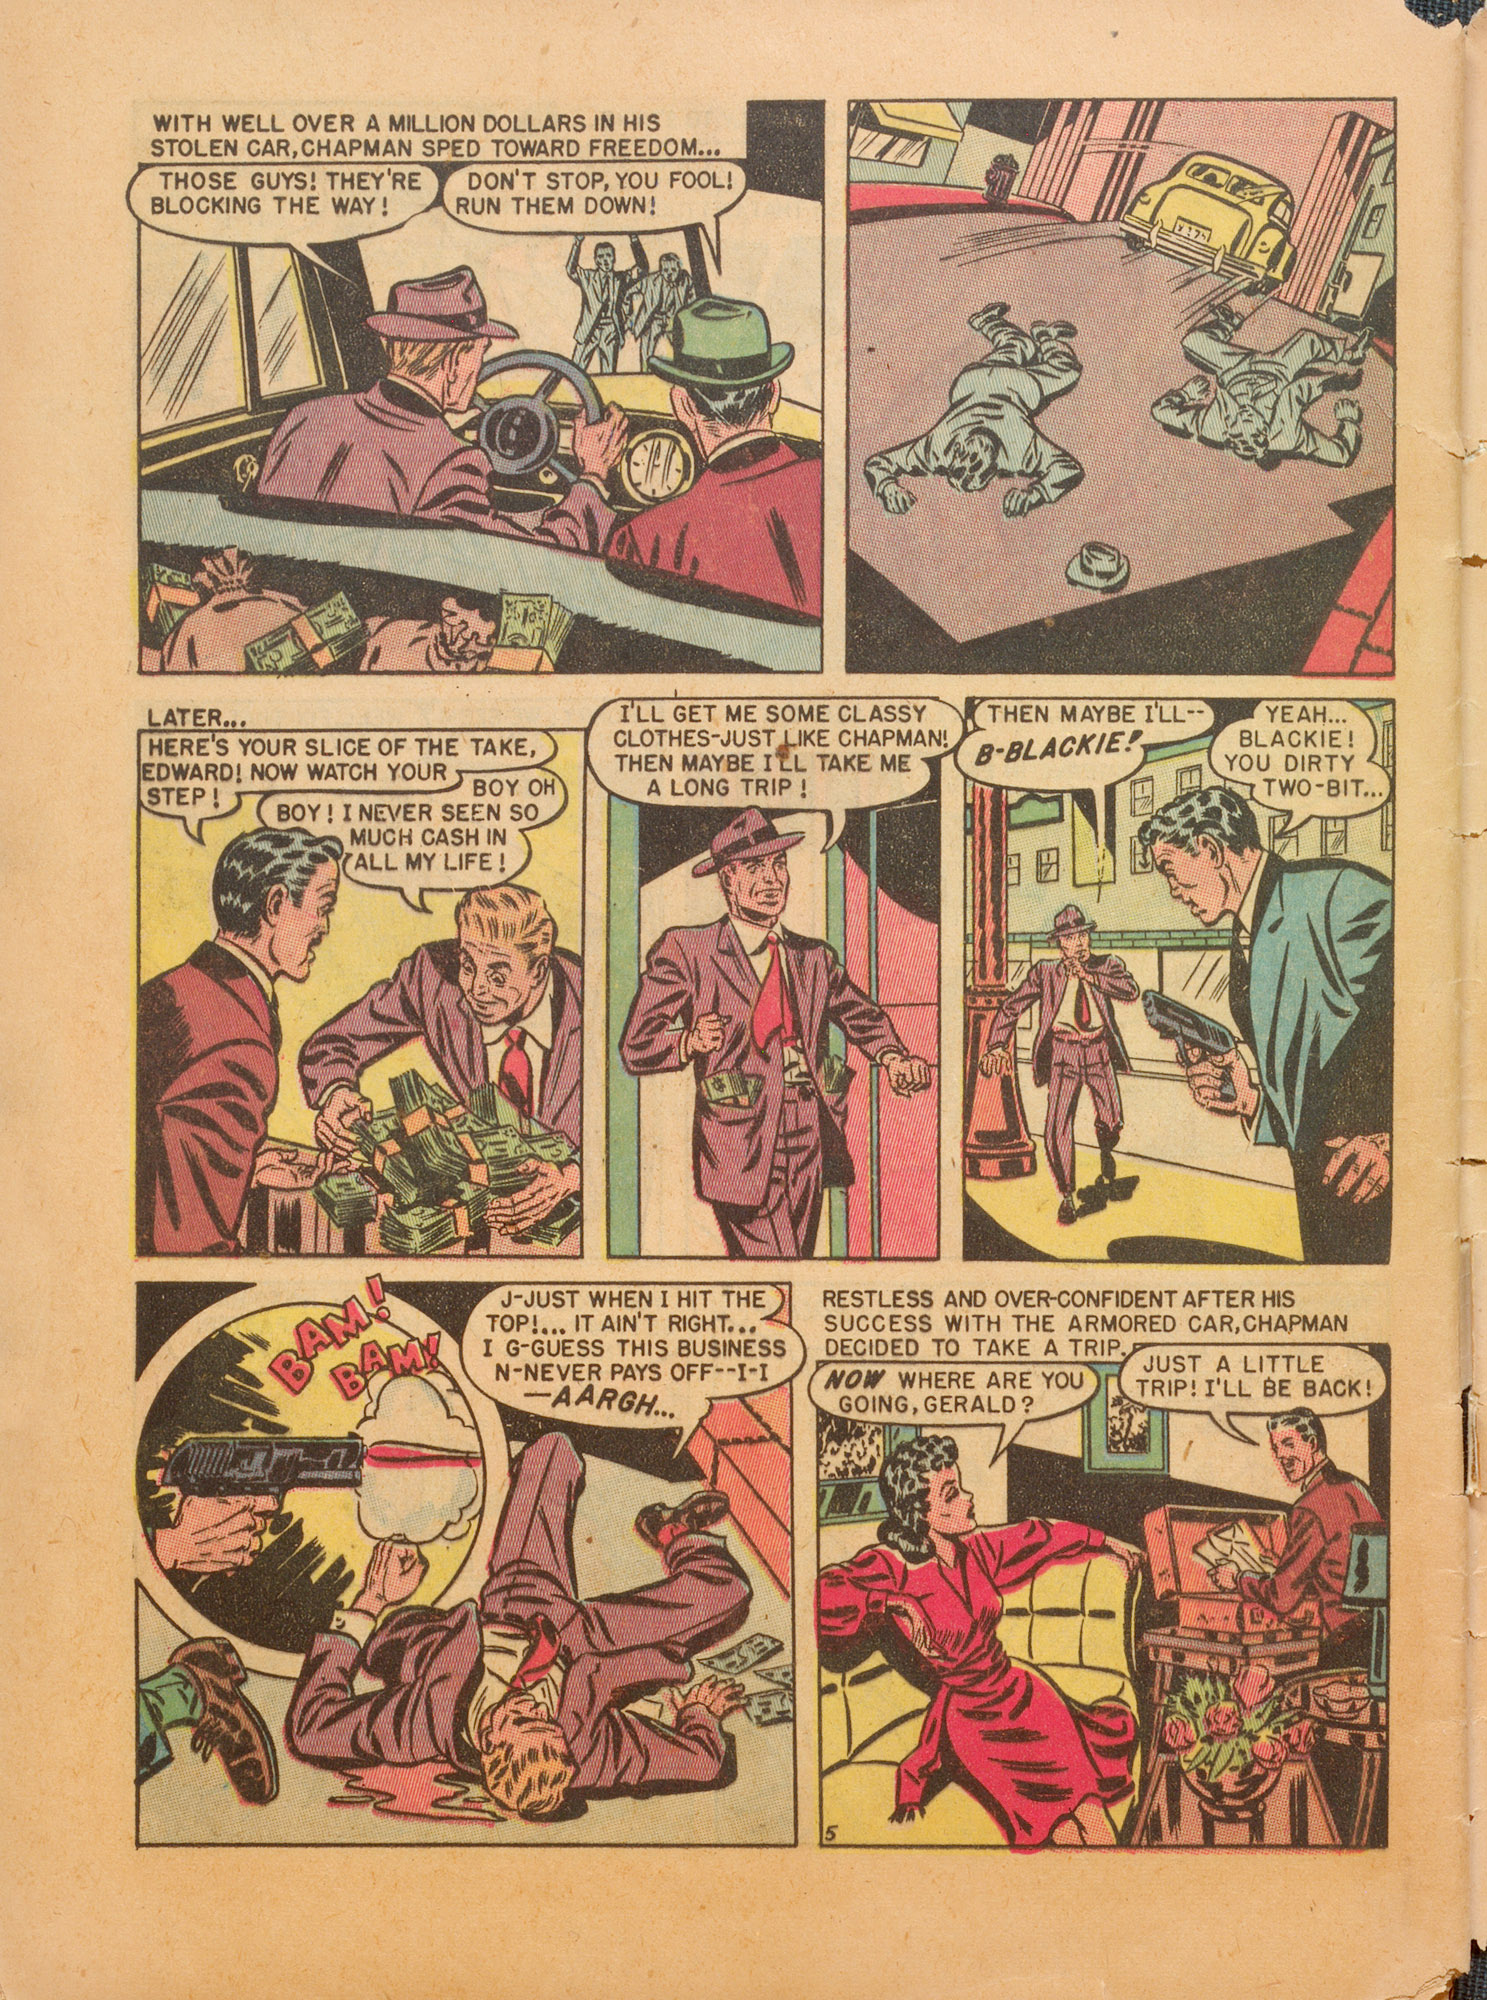 WITH WELL OVER A MILLION DOLLARS IN HIS
STOLEN CAR, CHAPMAN SPED TOWARD FREEDOM...
THOSE GUYS! THEY'RE
BLOCKING THE WAY!
DON'T STOP, YOU FOOL!
RUN THEM DOWN!
LATER...
HERE'S YOUR SLICE OF THE TAKE,
EDWARD! NOW WATCH YOUR
STEP!
BOY OH
BOY! I NEVER SEEN SO
MUCH CASH IN
ALL MY LIFE!
I'LL GET ME SOME CLASSY
CLOTHES-JUST LIKE CHAPMAN!
THEN MAYBE I'LL TAKE ME
A LONG TRIP!
THEN MAYBE I'LL--
B-BLACKIE!
YEAH...
BLACKIE!
YOU DIRTY
TWO-BIT...
BAM!
BAM!
J-JUST WHEN I HIT THE
TOP!... IT AIN'T RIGHT...
I G-GUESS THIS BUSINESS
N-NEVER PAYS OFF--I-I
—AARGH...
RESTLESS AND OVER-CONFIDENT AFTER HIS
SUCCESS WITH THE ARMORED CAR, CHAPMAN
DECIDED TO TAKE A TRIP.
NOW WHERE ARE YOU
GOING, GERALD?
JUST A LITTLE
TRIP! I'LL BE BACK!
5